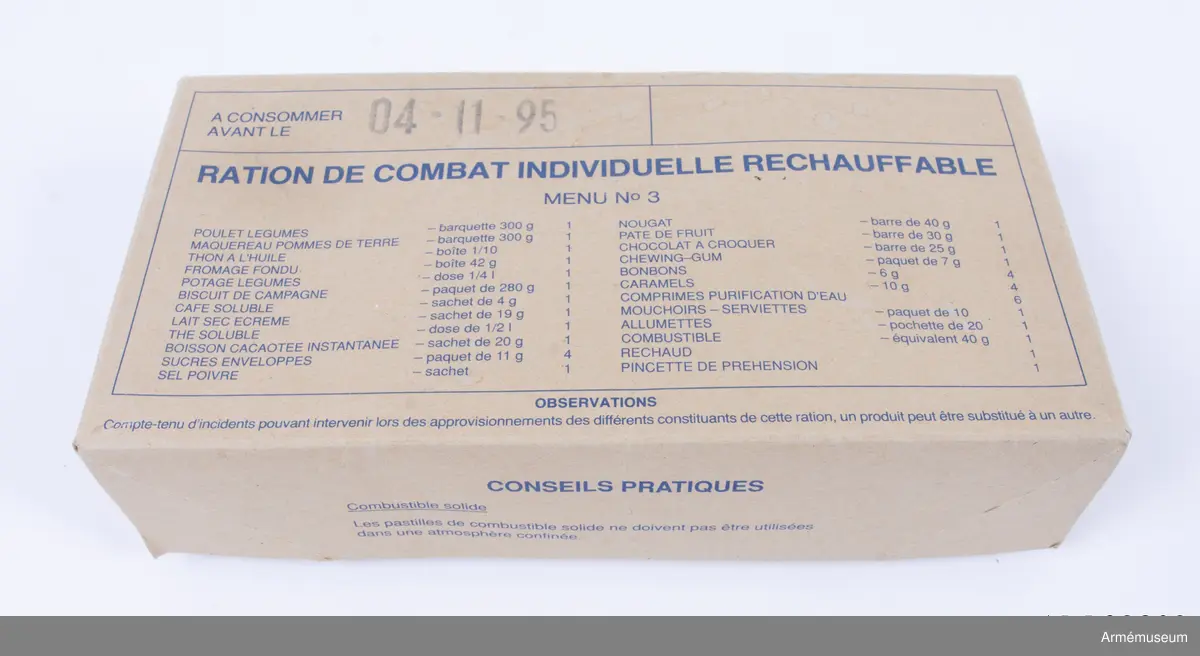 A CONSOMMER
AVANT LE
04-11-95
RATION DE COMBAT INDIVIDUELLE RECHAUFFABLE
MENU No 3
POULET LEGUMES – barquette 300 g 1
MAQUEREAU POMMES DE TERRE – barquette 300 g 1
THON A L'HUILE – boîte 1/10 1
FROMAGE FONDU – boîte 42 g 1
POTAGE LEGUMES – dose 1/4 l 1
BISCUIT DE CAMPAGNE – paquet de 280 g 1
CAFE SOLUBLE – sachet de 4 g 1
LAIT SEC ECREME – sachet de 19 g 1
THE SOLUBLE – dose de 1/2 l 1
BOISSON CACAOTEE INSTANTANEE – sachet de 20 g 1
SUCRES ENVELOPPES – paquet de 11 g 4
SEL POIVRE – sachet 1
NOUGAT – barre de 40 g 1
PATE DE FRUIT – barre de 30 g 1
CHOCOLAT A CROQUER – barre de 25 g 1
CHEWING–GUM – paquet de 7 g 1
BONBONS – 6 g 4
CARAMELS – 10 g 4
COMPRIMES PURIFICATION D'EAU 6
MOUCHOIRS – SERVIETTES – paquet de 10 1
ALLUMETTES – pochette de 20 1
COMBUSTIBLE – équivalent 40 g 1
RECHAUD 1
PINCETTE DE PREHENSION 1
OBSERVATIONS
Compte-tenu d'incidents pouvant intervenir lors des approvisionnements des différents constituants de cette ration, un produit peut être substitué à un autre.
CONSEILS PRATIQUES
Combustible solide
Les pastilles de combustible solide ne doivent pas être utilisées
dans une atmosphère confinée
Armémuseum